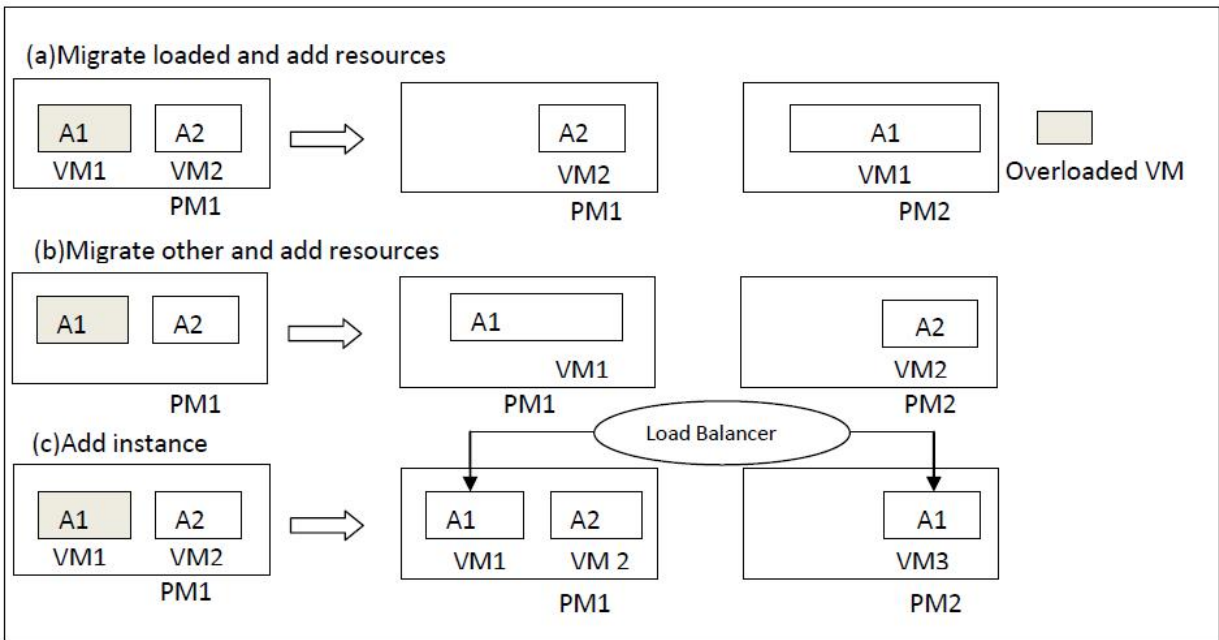 (a)Migrate loaded and add resources
A1 A2 A2 A1
VM1 VM2 VM2 VM1 Overloaded VM
PM1 PM1 PM2
(b)Migrate other and add resources
A1 A2 A1 A2
VM1 VM2
PM1 PM1 PM2
Load Balancer
(c)Add instance
A1 A2 A1 A2 A1
VM1 VM2 VM1 VM 2 VM3
PM1 PM1 PM2